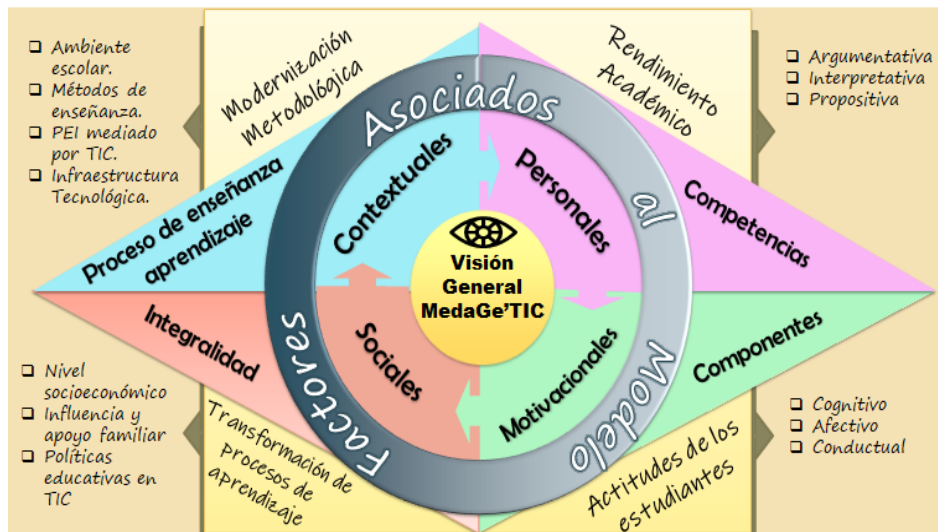 Ambiente
escolar.
Métodos de
enseñanza.
PEI mediado
por TIC.
Infraestructura
Tecnológica.
Modernización
Metodológica
Rendimiento
Académico
Argumentativa
Interpretativa
Propositiva
Proceso de enseñanza
aprendizaje
Competencias
Factores Asociados al Modelo
Contextuales
Personales
Visión
General
MedaGe'TIC
Sociales
Motivacionales
Integralidad
Componentes
Nivel
socioeconómico
Influencia y
apoyo familiar
Políticas
educativas en
TIC
Transformación de
procesos de
aprendizaje
Actitudes de los
estudiantes
Cognitivo
Afectivo
Conductual